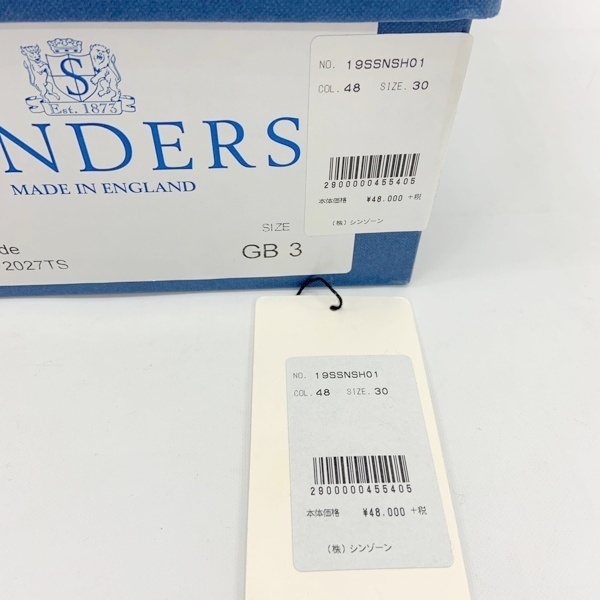 S
Est. 1873
NDERS
MADE IN ENGLAND
SIZE
de
GB 3
2027TS
NO. 19SSNSH01
COL. 48 SIZE. 30
2900000455405
本体価格 ¥48.000 +税
(株) シンゾーン
NO. 19SSNSH01
COL. 48 SIZE. 30
2900000455405
本体価格 ¥48.000 +税
(株) シンゾーン